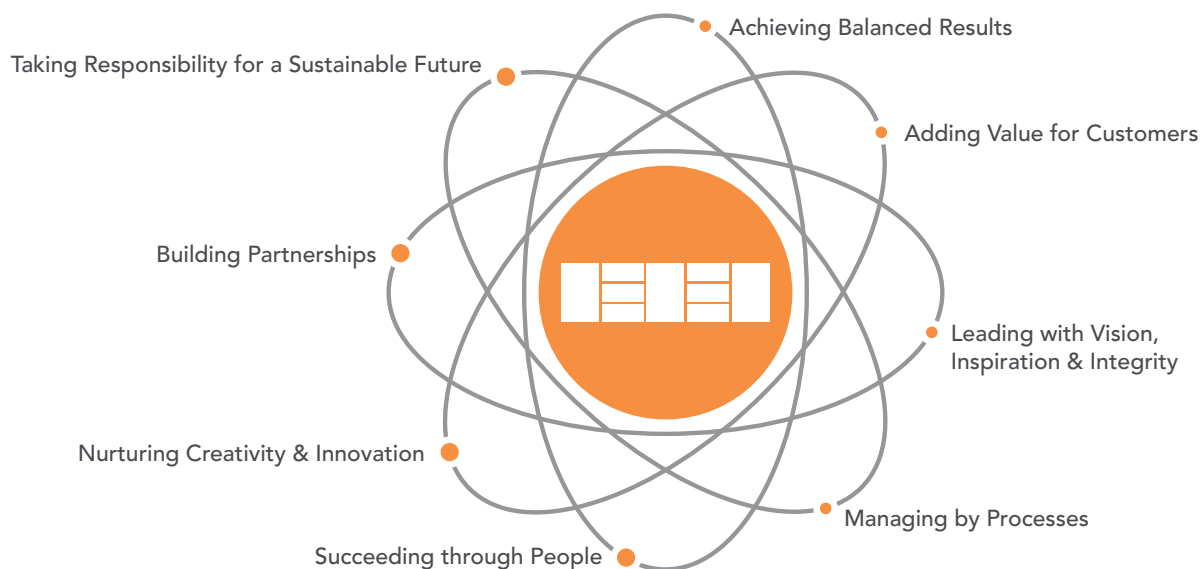 Achieving Balanced Results
Taking Responsibility for a Sustainable Future
Adding Value for Customers
Building Partnerships
Leading with Vision,
Inspiration & Integrity
Nurturing Creativity & Innovation
Managing by Processes
Succeeding through People